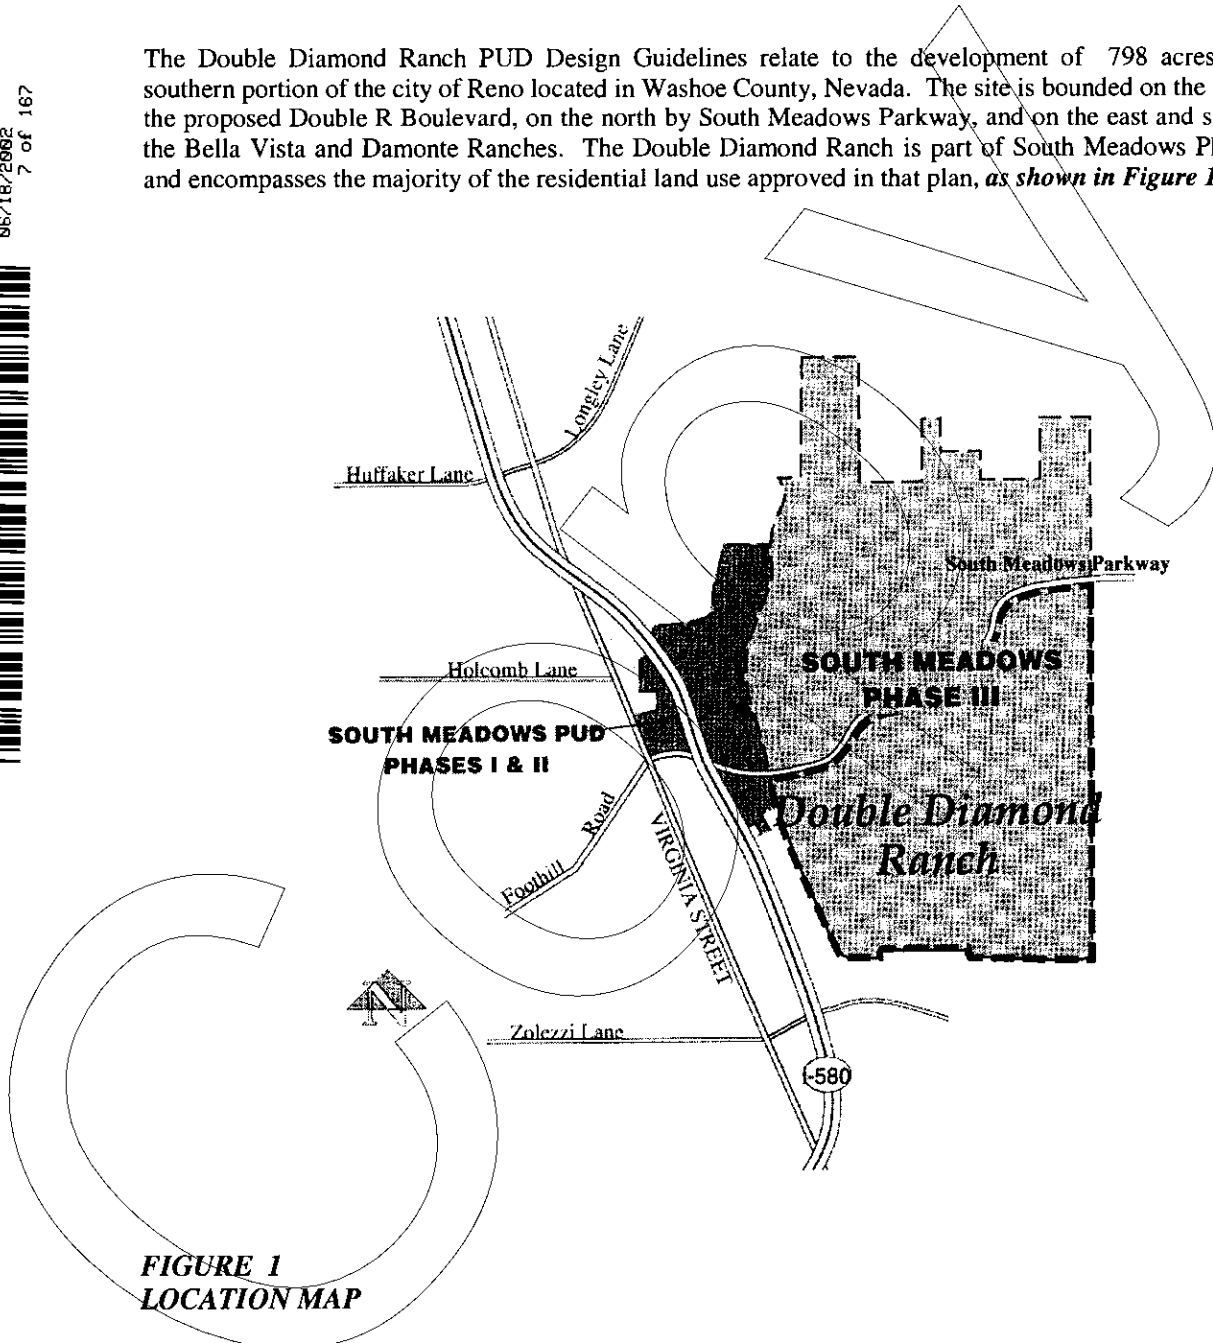 The Double Diamond Ranch PUD Design Guidelines relate to the development of 798 acres
southern portion of the city of Reno located in Washoe County, Nevada. The site is bounded on the
the proposed Double R Boulevard, on the north by South Meadows Parkway, and on the east and s
the Bella Vista and Damonte Ranches. The Double Diamond Ranch is part of South Meadows P
and encompasses the majority of the residential land use approved in that plan, as shown in Figure 1
06/18/2002
7 of 167
Longley Lane
Huffaker Lane
South Meadows Parkway
SOUTH MEADOWS
PHASE III
Holcomb Lane
SOUTH MEADOWS PUD
PHASES I & II
Double Diamond
Ranch
Foothill Road
VIRGINIA STREET
N
Zolezzi Lane
I-580
FIGURE 1
LOCATION MAP
Copy